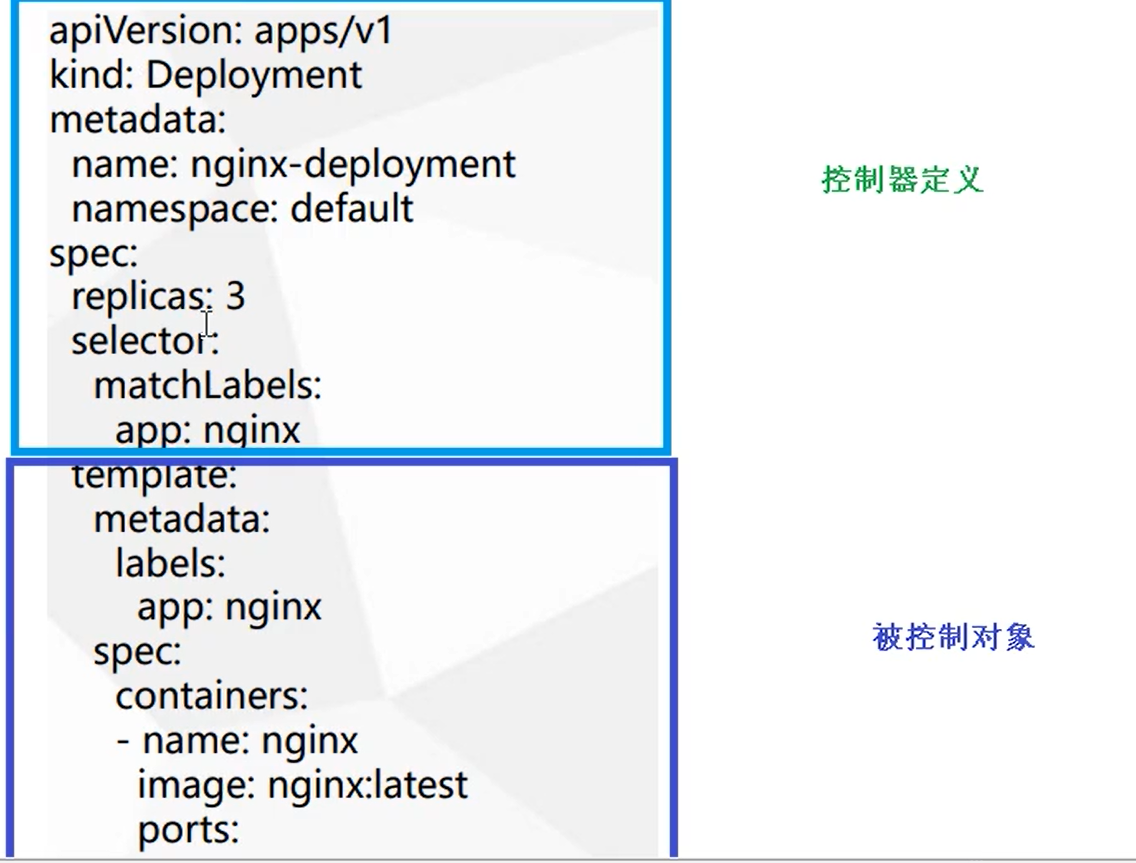 apiVersion: apps/v1
kind: Deployment
metadata:
  name: nginx-deployment
  namespace: default
控制器定义
spec:
  replicas: 3
  selector:
    matchLabels:
      app: nginx
  template:
    metadata:
      labels:
        app: nginx
    spec:
被控制对象
      containers:
      - name: nginx
        image: nginx:latest
        ports: